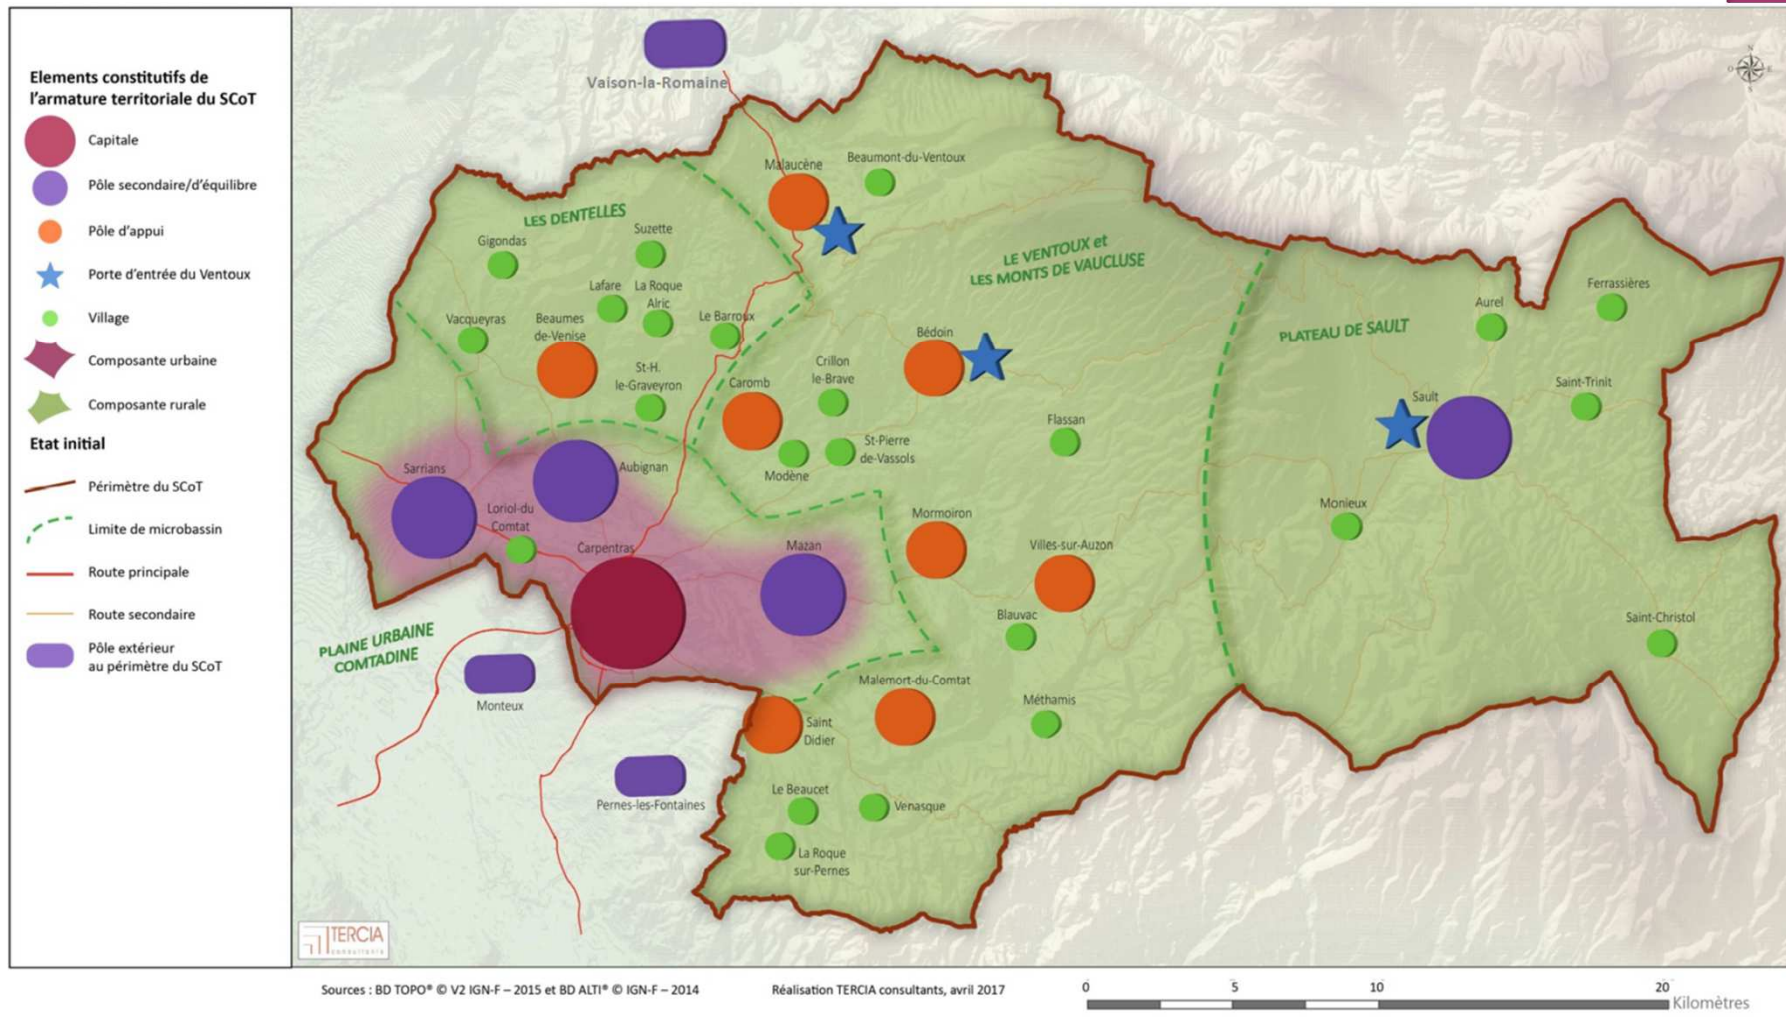 Elements constitutifs de
l'armature territoriale du SCoT
Capitale
Pôle secondaire/d'équilibre
Pôle d'appui
Porte d'entrée du Ventoux
Village
Composante urbaine
Composante rurale
Etat initial
Périmètre du SCoT
Limite de microbassin
Route principale
Route secondaire
Pôle extérieur
au périmètre du SCoT
Vaison-la-Romaine
N
O
E
Malaucène
Beaumont-du-Ventoux
LES DENTELLES
Suzette
Gigondas
LE VENTOUX et
LES MONTS DE VAUCLUSE
Lafare
La Roque
Alric
Ferrassières
Aurel
Vacqueyras
Beaumes
de-Venise
Le Barroux
Bédoin
PLATEAU DE SAULT
St-H.
le-Graveyron
Caromb
Crillon
le-Brave
Saint-Trinit
Sault
Flassan
Sarrians
Aubignan
Modène
St-Pierre
de-Vassols
Loriol-du
Comtat
Mormoiron
Monieux
Carpentras
Mazan
Villes-sur-Auzon
Blauvac
Saint-Christol
PLAINE URBAINE
COMTADINE
Monteux
Malemort-du-Comtat
Méthamis
Saint
Didier
Pernes-les-Fontaines
Le Beaucet
Venasque
La Roque
sur-Pernes
TERCIA
consultants
Sources : BD TOPO® © V2 IGN-F – 2015 et BD ALTI® © IGN-F – 2014
Réalisation TERCIA consultants, avril 2017
0
5
10
20
Kilomètres